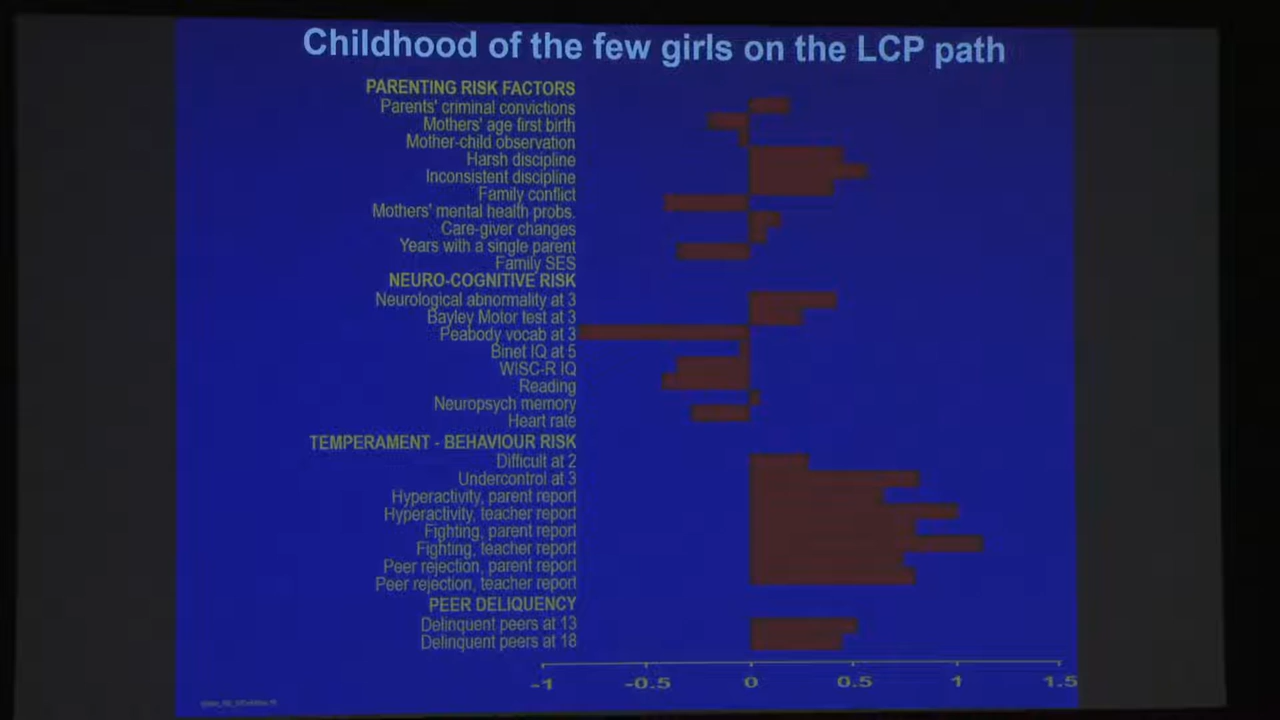 Childhood of the few girls on the LCP path
PARENTING RISK FACTORS
Parents' criminal convictions
Mothers' age first birth
Mother-child observation
Harsh discipline
Inconsistent discipline
Family conflict
Mothers' mental health probs.
Care-giver changes
Years with a single parent
Family SES
NEURO-COGNITIVE RISK
Neurological abnormality at 3
Bayley Motor test at 3
Peabody vocab at 3
Binet IQ at 5
WISC-R IQ
Reading
Neuropsych memory
Heart rate
TEMPERAMENT - BEHAVIOUR RISK
Difficult at 2
Undercontrol at 3
Hyperactivity, parent report
Hyperactivity, teacher report
Fighting, parent report
Fighting, teacher report
Peer rejection, parent report
Peer rejection, teacher report
PEER DELIQUENCY
Delinquent peers at 13
Delinquent peers at 18
-1 -0.5 0 0.5 1 1.5